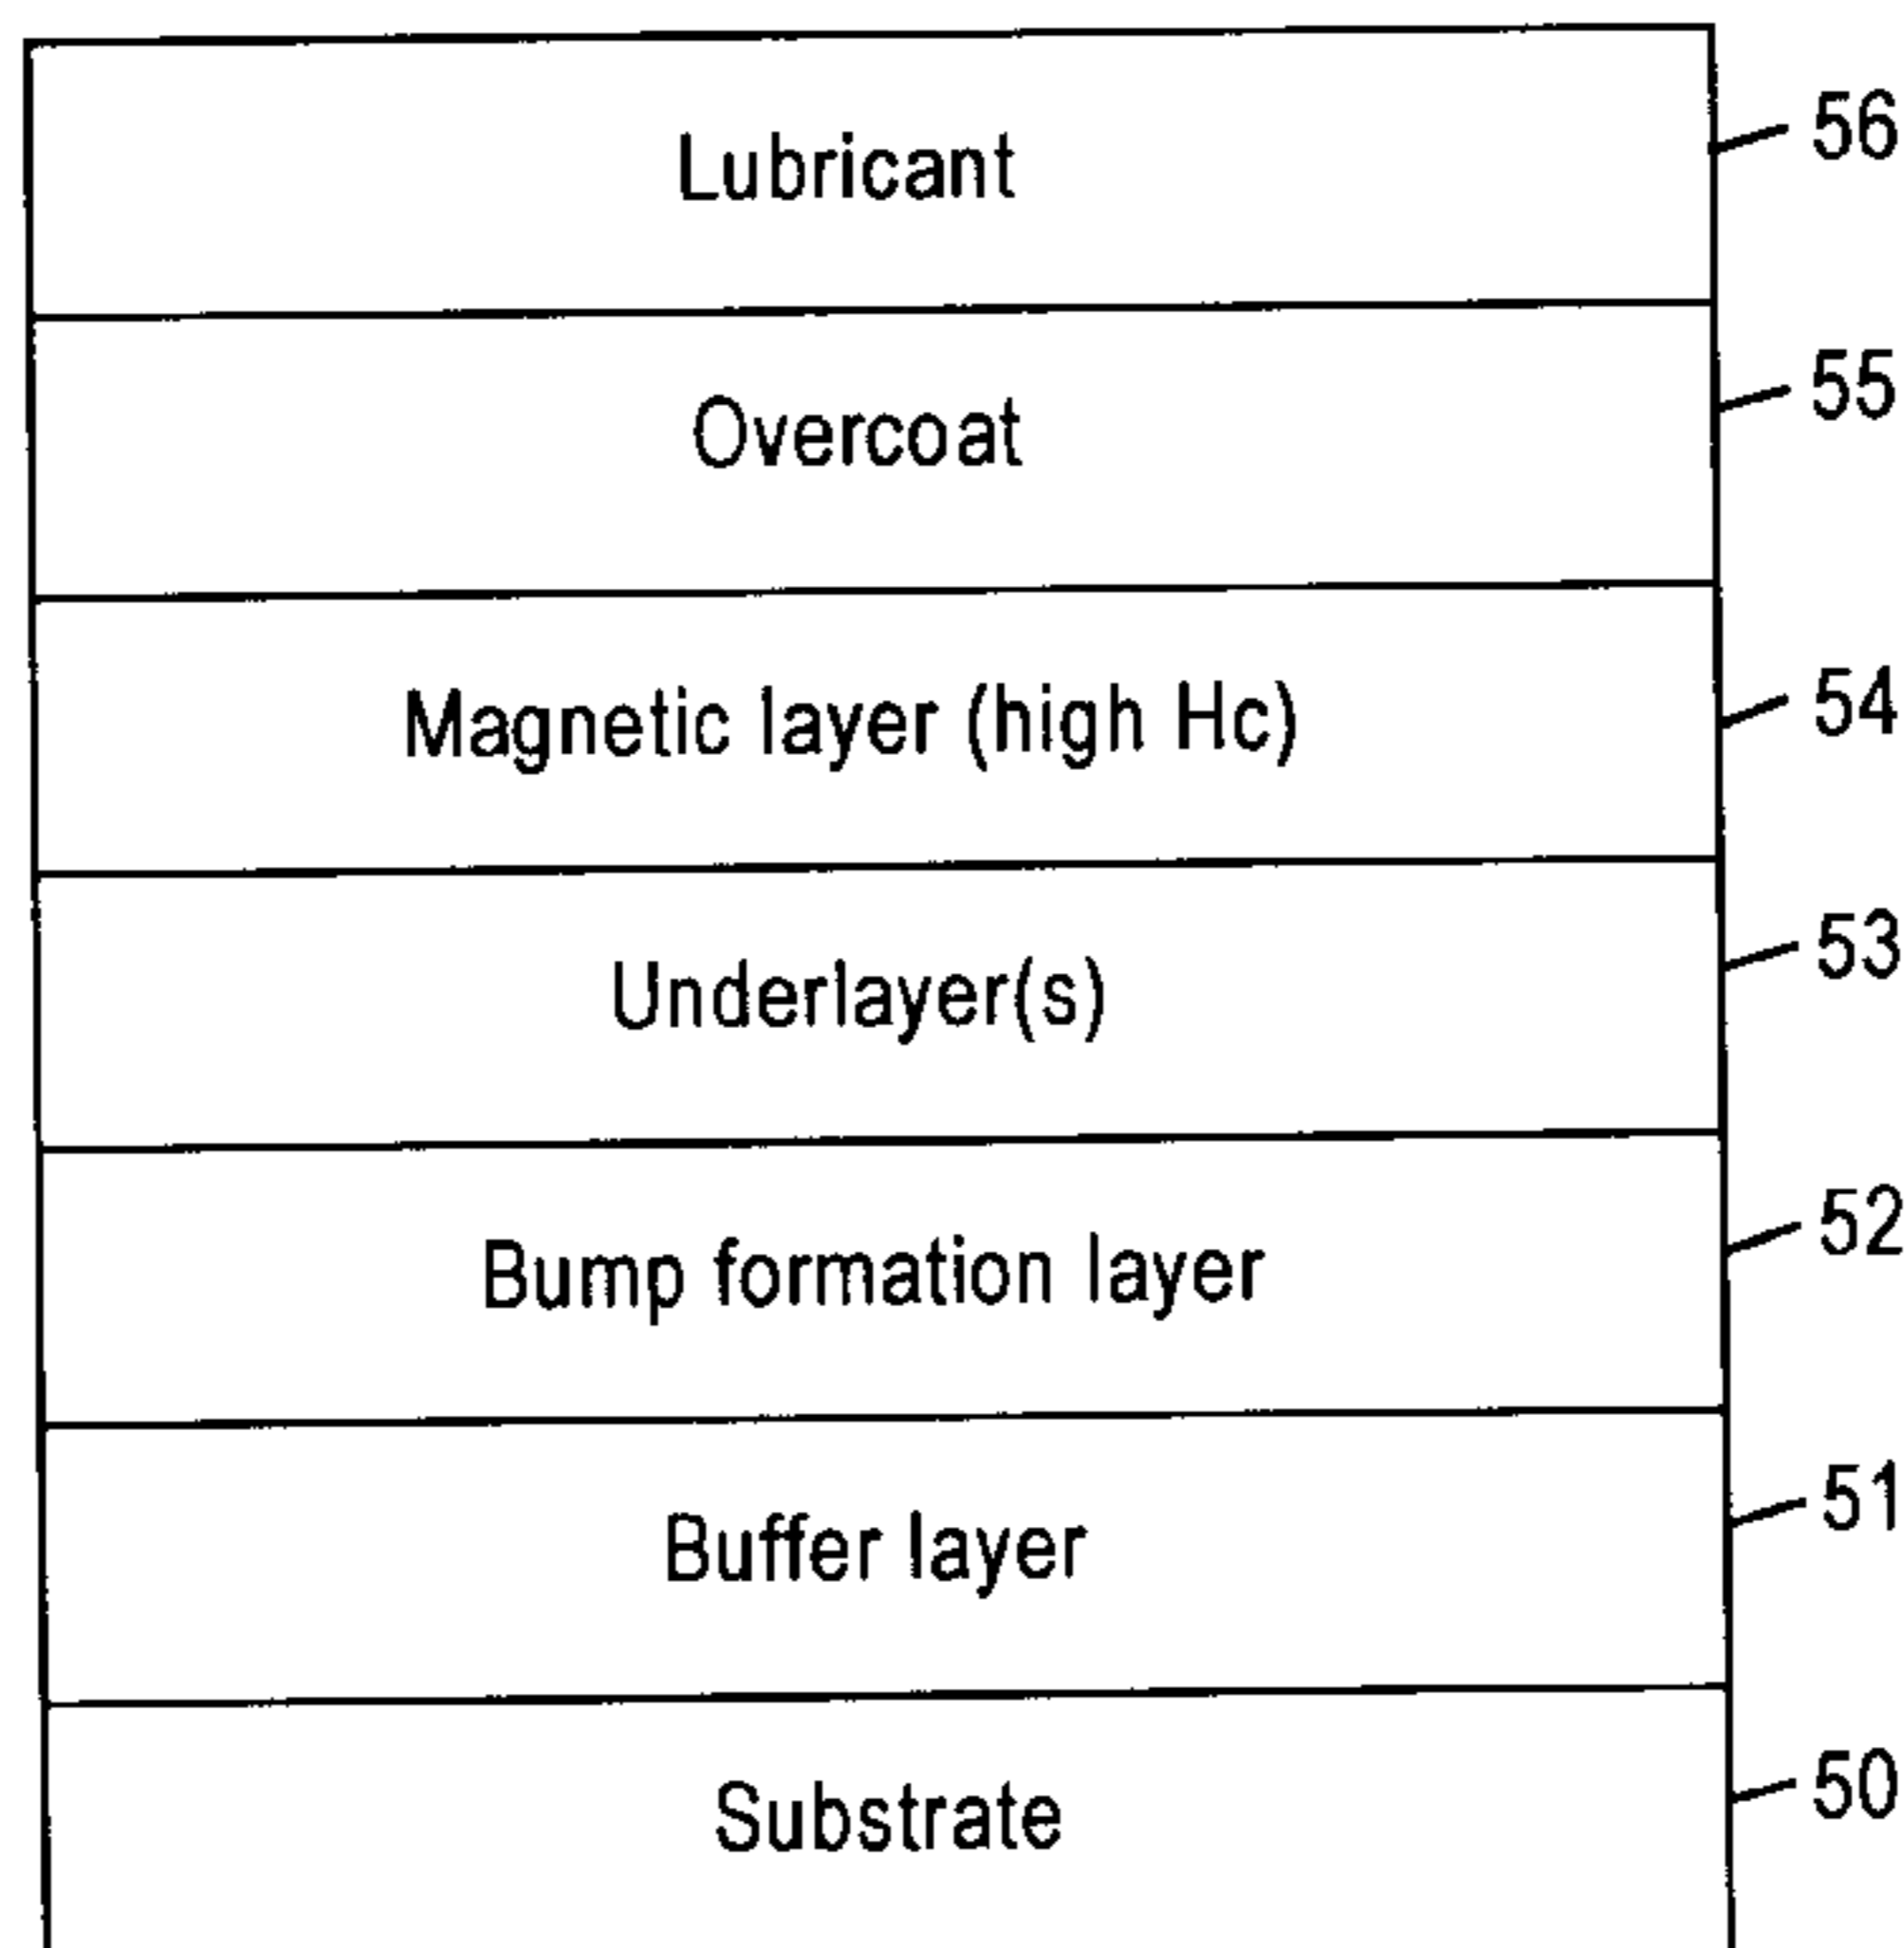 Lubricant 56
Overcoat 55
Magnetic layer (high Hc) 54
Underlayer(s) 53
Bump formation layer 52
Buffer layer 51
Substrate 50